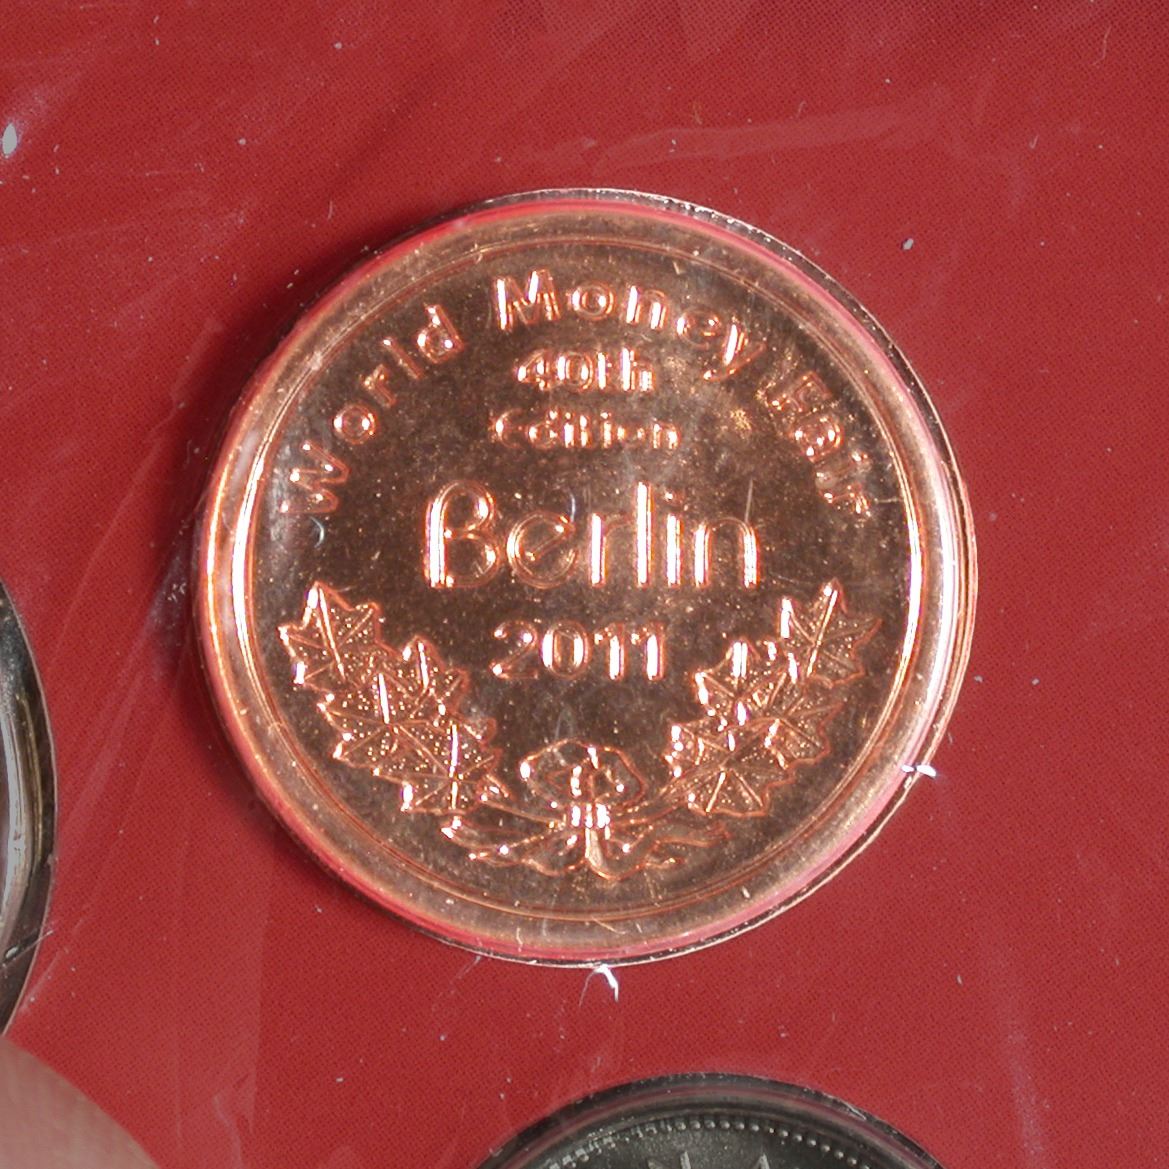 World Money Fair
40th
Edition
Berlin
2011